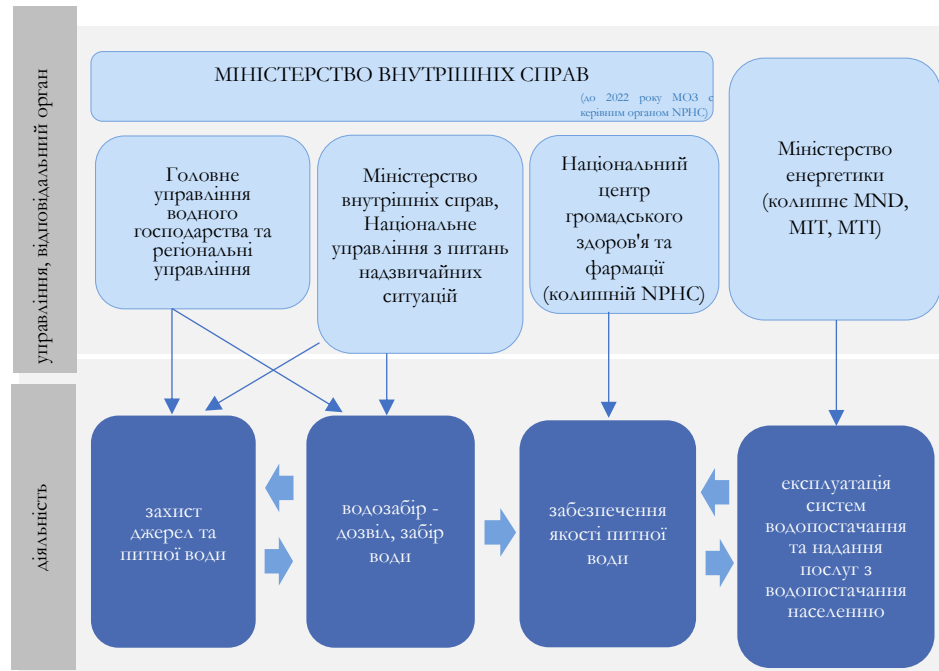 управління, відповідальний орган
МІНІСТЕРСТВО ВНУТРІШНІХ СПРАВ
(до 2022 року МОЗ є
керівним органом NPHC)
Головне
управління
водного
господарства та
регіональні
управління
Міністерство
внутрішніх справ,
Національне
управління з питань
надзвичайних
ситуацій
Національний
центр
громадського
здоров'я та
фармації
(колишній NPHC)
Міністерство
енергетики
(колишнє MND,
MIT, MTI)
діяльність
захист
джерел та
питної води
водозабір -
дозвіл, забір
води
забезпечення
якості питної
води
експлуатація
систем
водопостачання
та надання
послуг з
водопостачання
населенню